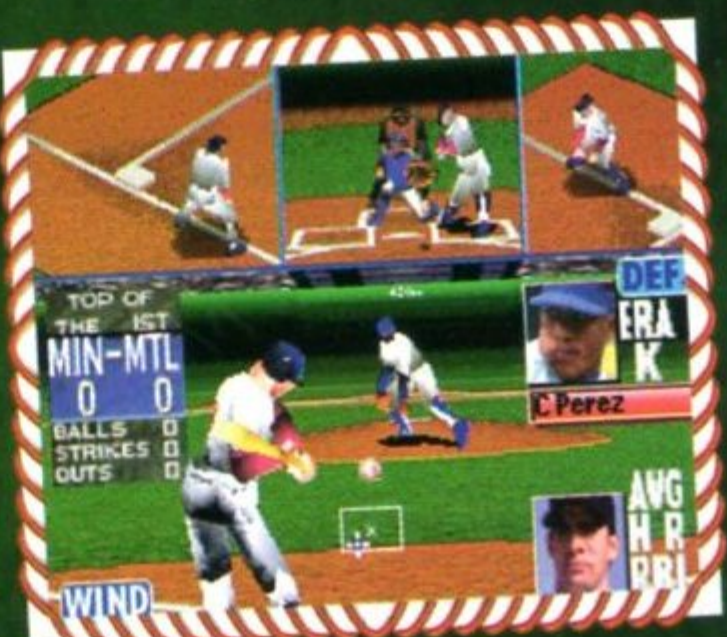 TOP OF
THE 1ST
MIN-MTL
0 0
BALLS 0
STRIKES 0
OUTS 0
DEF
ERA
K
C Perez
AVG
H R
RBI
WIND